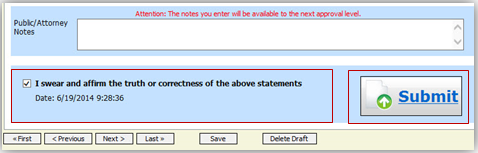 Attention: The notes you enter will be available to the next approval level.
Public/Attorney
Notes
I swear and affirm the truth or correctness of the above statements
Date: 6/19/2014 9:28:36
Submit
« First < Previous Next > Last » Save Delete Draft